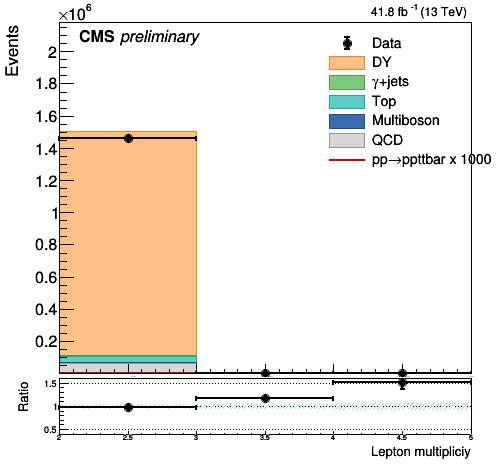 ×10⁶
41.8 fb ⁻¹ (13 TeV)
CMS preliminary
Events
Data
DY
γ+jets
Top
Multiboson
QCD
pp→ppttbar x 1000
2
1.8
1.6
1.4
1.2
1
0.8
0.6
0.4
0.2
Ratio
1.5
1
0.5
2 2.5 3 3.5 4 4.5 5
Lepton multipliciy